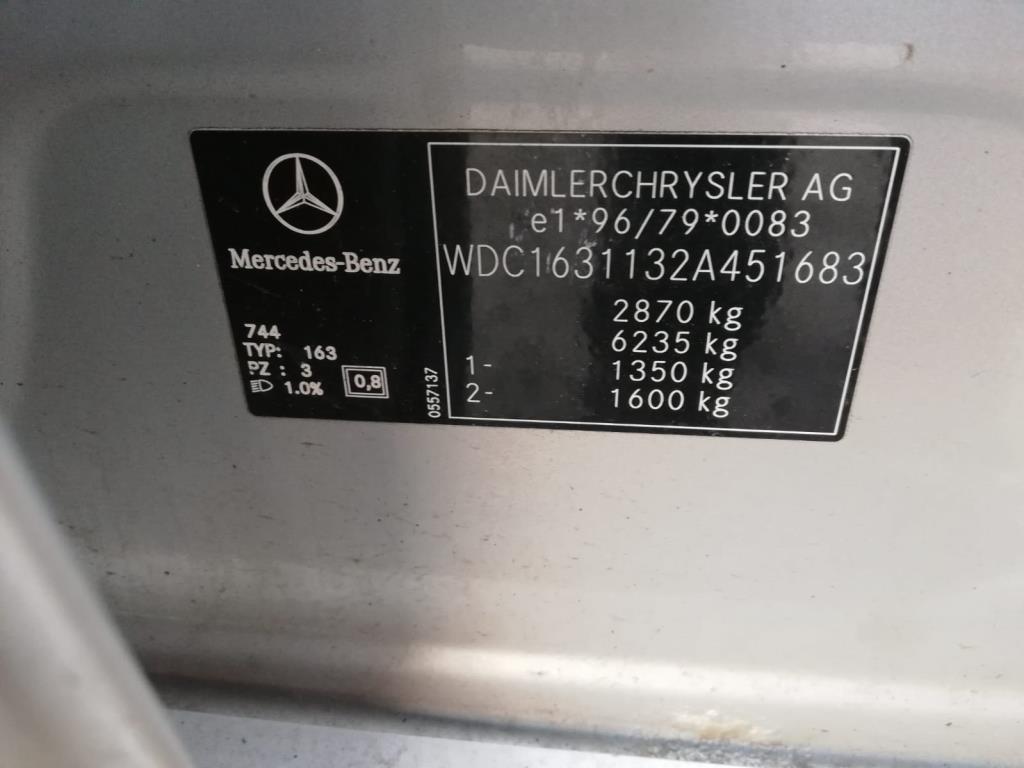 Mercedes-Benz
744
TYP: 163
PZ : 3
1.0%
0,8
0557137
DAIMLERCHRYSLER AG
e1*96/79*0083
WDC1631132A451683
2870 kg
6235 kg
1- 1350 kg
2- 1600 kg